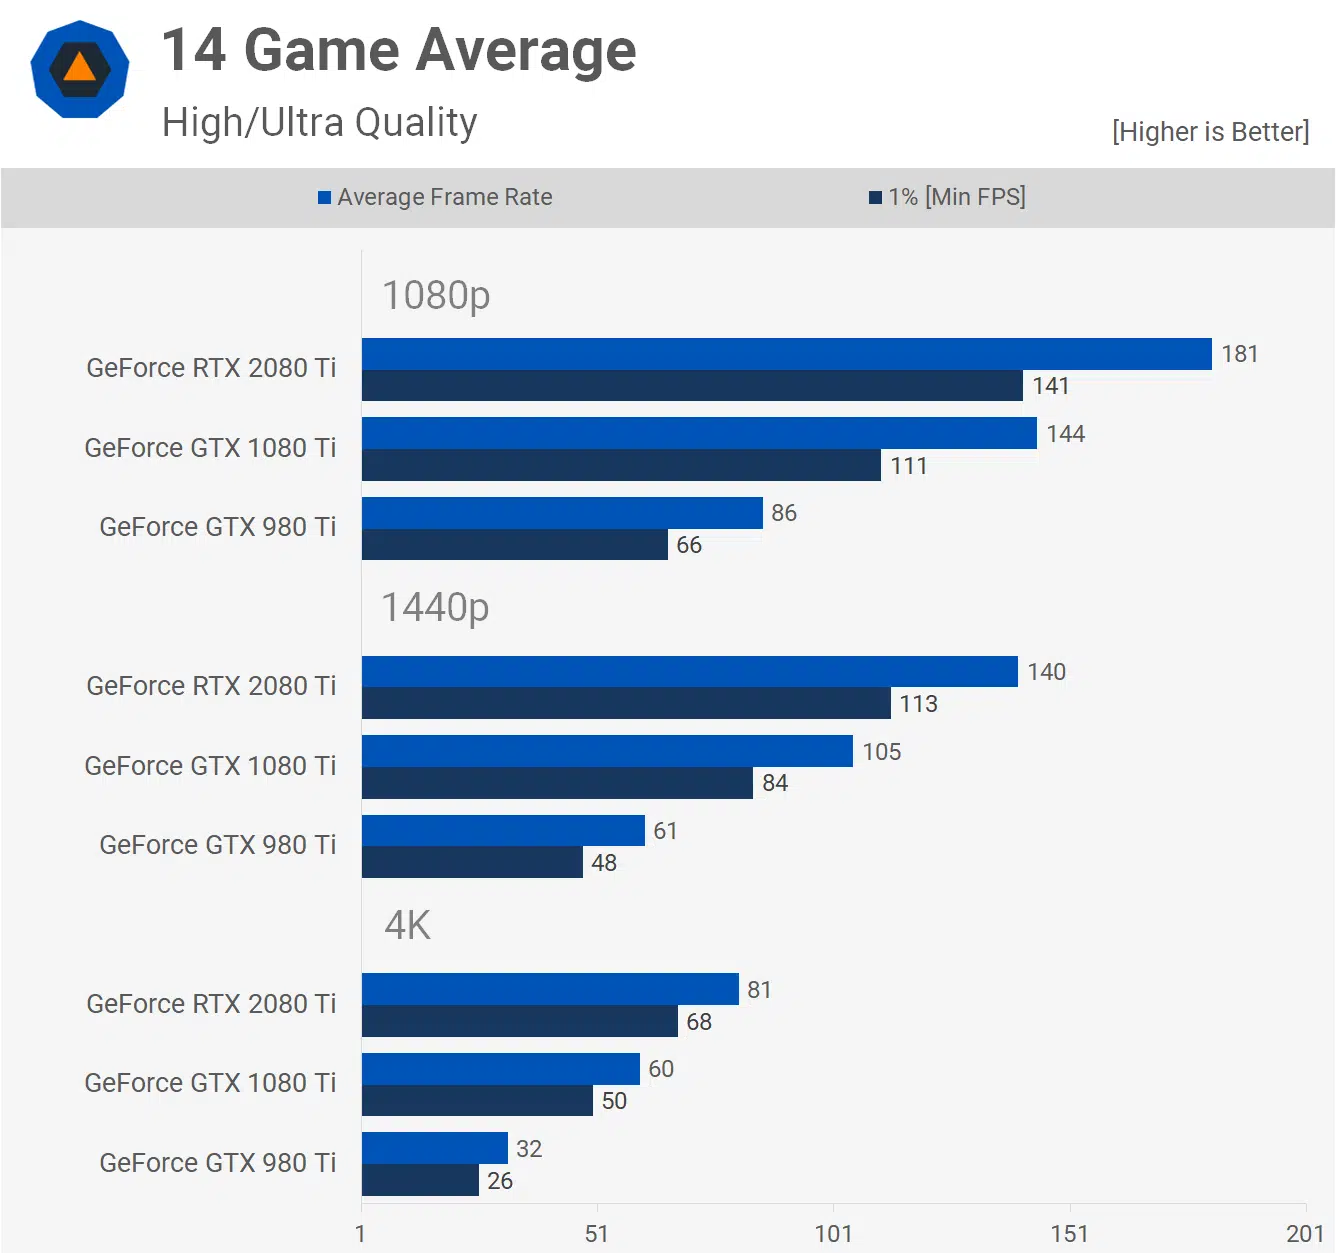 14 Game Average
High/Ultra Quality
[Higher is Better]
Average Frame Rate
1% [Min FPS]
1080p
GeForce RTX 2080 Ti
181
141
GeForce GTX 1080 Ti
144
111
GeForce GTX 980 Ti
86
66
1440p
GeForce RTX 2080 Ti
140
113
GeForce GTX 1080 Ti
105
84
GeForce GTX 980 Ti
61
48
4K
GeForce RTX 2080 Ti
81
68
GeForce GTX 1080 Ti
60
50
GeForce GTX 980 Ti
32
26
1
51
101
151
201